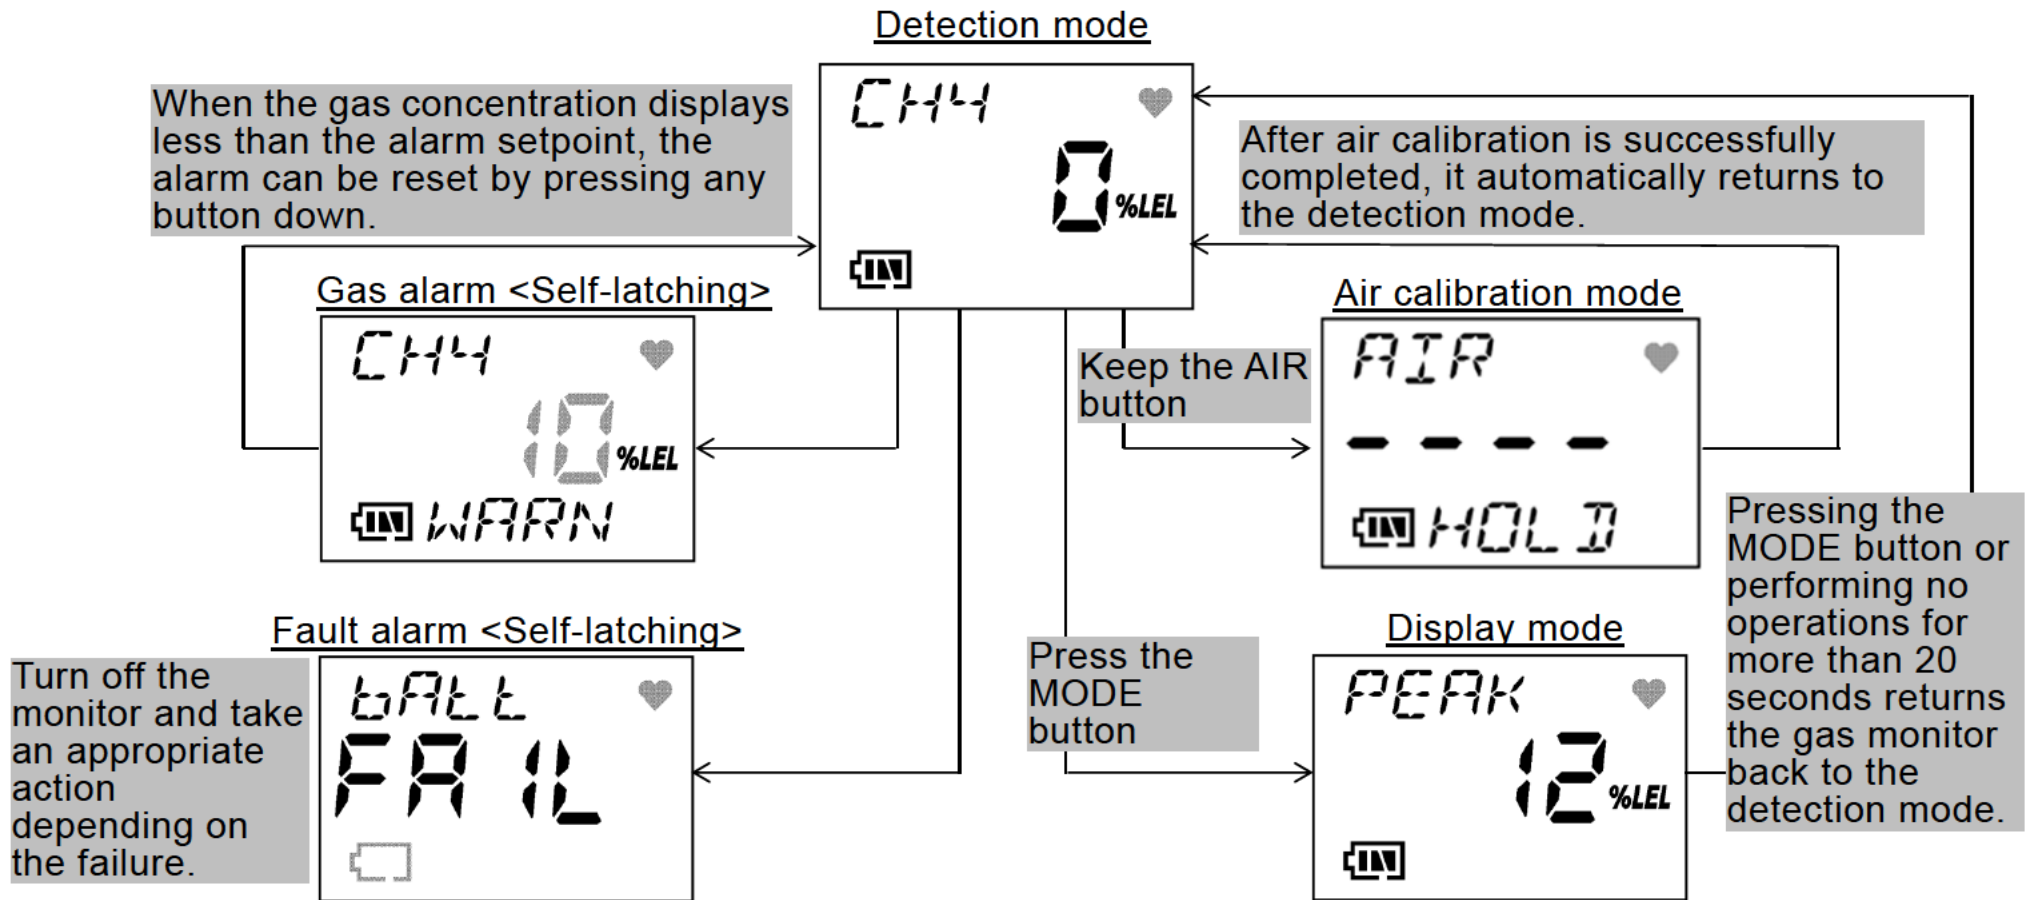 Detection mode
CH4
0 %LEL
When the gas concentration displays
less than the alarm setpoint, the
alarm can be reset by pressing any
button down.
After air calibration is successfully
completed, it automatically returns to
the detection mode.
Gas alarm <Self-latching>
CH4
10 %LEL
WARN
Keep the AIR
button
Air calibration mode
AIR
- - - -
HOLD
Fault alarm <Self-latching>
Turn off the
monitor and take
an appropriate
action
depending on
the failure.
bAtt
FAIL
Press the
MODE
button
Display mode
PEAK
12 %LEL
Pressing the
MODE button or
performing no
operations for
more than 20
seconds returns
the gas monitor
back to the
detection mode.